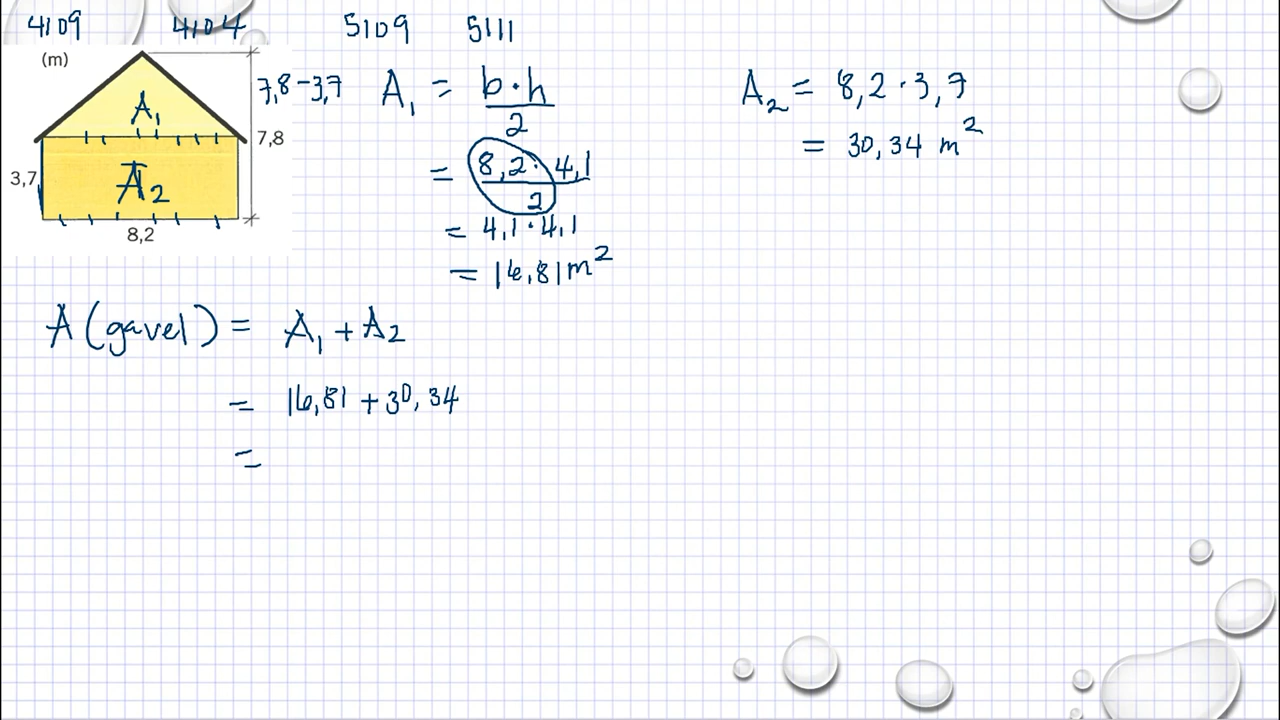 4109 4104 5109 5111
(m)
7,8-3,7
7,8
3,7
8,2
A₁
A₂
A₁ = b·h/2
= 8,2·4,1/2
= 4,1·4,1
= 16,81 m²
A₂ = 8,2·3,7
= 30,34 m²
A(gavel) = A₁ + A₂
= 16,81 + 30,34
=